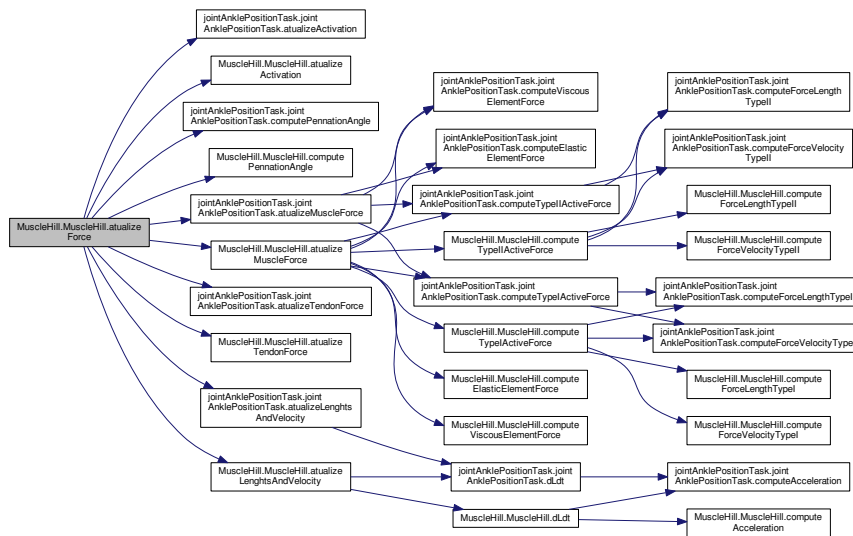 MuscleHill.MuscleHill.atualize
Force
jointAnklePositionTask.joint
AnklePositionTask.atualizeActivation
MuscleHill.MuscleHill.atualize
Activation
jointAnklePositionTask.joint
AnklePositionTask.computePennationAngle
MuscleHill.MuscleHill.compute
PennationAngle
jointAnklePositionTask.joint
AnklePositionTask.atualizeMuscleForce
MuscleHill.MuscleHill.atualize
MuscleForce
jointAnklePositionTask.joint
AnklePositionTask.atualizeTendonForce
MuscleHill.MuscleHill.atualize
TendonForce
jointAnklePositionTask.joint
AnklePositionTask.atualizeLenghts
AndVelocity
MuscleHill.MuscleHill.atualize
LenghtsAndVelocity
jointAnklePositionTask.joint
AnklePositionTask.computeViscous
ElementForce
jointAnklePositionTask.joint
AnklePositionTask.computeElastic
ElementForce
jointAnklePositionTask.joint
AnklePositionTask.computeTypeIIActiveForce
MuscleHill.MuscleHill.compute
TypeIIActiveForce
jointAnklePositionTask.joint
AnklePositionTask.computeTypeIActiveForce
MuscleHill.MuscleHill.compute
TypeIActiveForce
MuscleHill.MuscleHill.compute
ElasticElementForce
MuscleHill.MuscleHill.compute
ViscousElementForce
jointAnklePositionTask.joint
AnklePositionTask.dLdt
MuscleHill.MuscleHill.dLdt
jointAnklePositionTask.joint
AnklePositionTask.computeForceLength
TypeII
jointAnklePositionTask.joint
AnklePositionTask.computeForceVelocity
TypeII
MuscleHill.MuscleHill.compute
ForceLengthTypeII
MuscleHill.MuscleHill.compute
ForceVelocityTypeII
jointAnklePositionTask.joint
AnklePositionTask.computeForceLengthTypeI
jointAnklePositionTask.joint
AnklePositionTask.computeForceVelocityTypeI
MuscleHill.MuscleHill.compute
ForceLengthTypeI
MuscleHill.MuscleHill.compute
ForceVelocityTypeI
jointAnklePositionTask.joint
AnklePositionTask.computeAcceleration
MuscleHill.MuscleHill.compute
Acceleration